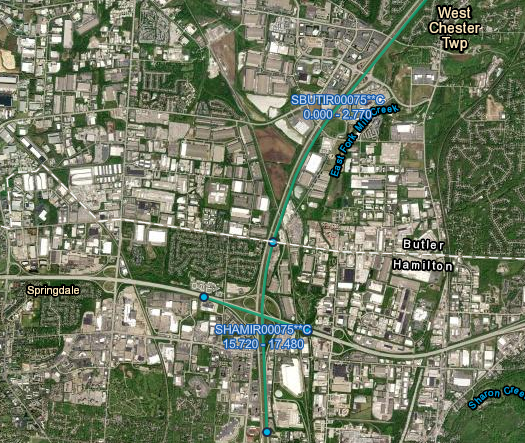 West
Chester
Twp
SBUTIR00075**C
0.000 - 2.770
East Fork Mill Creek
Butler
Hamilton
Springdale
SHAMIR00075**C
15.720 - 17.480
Sharon Creek